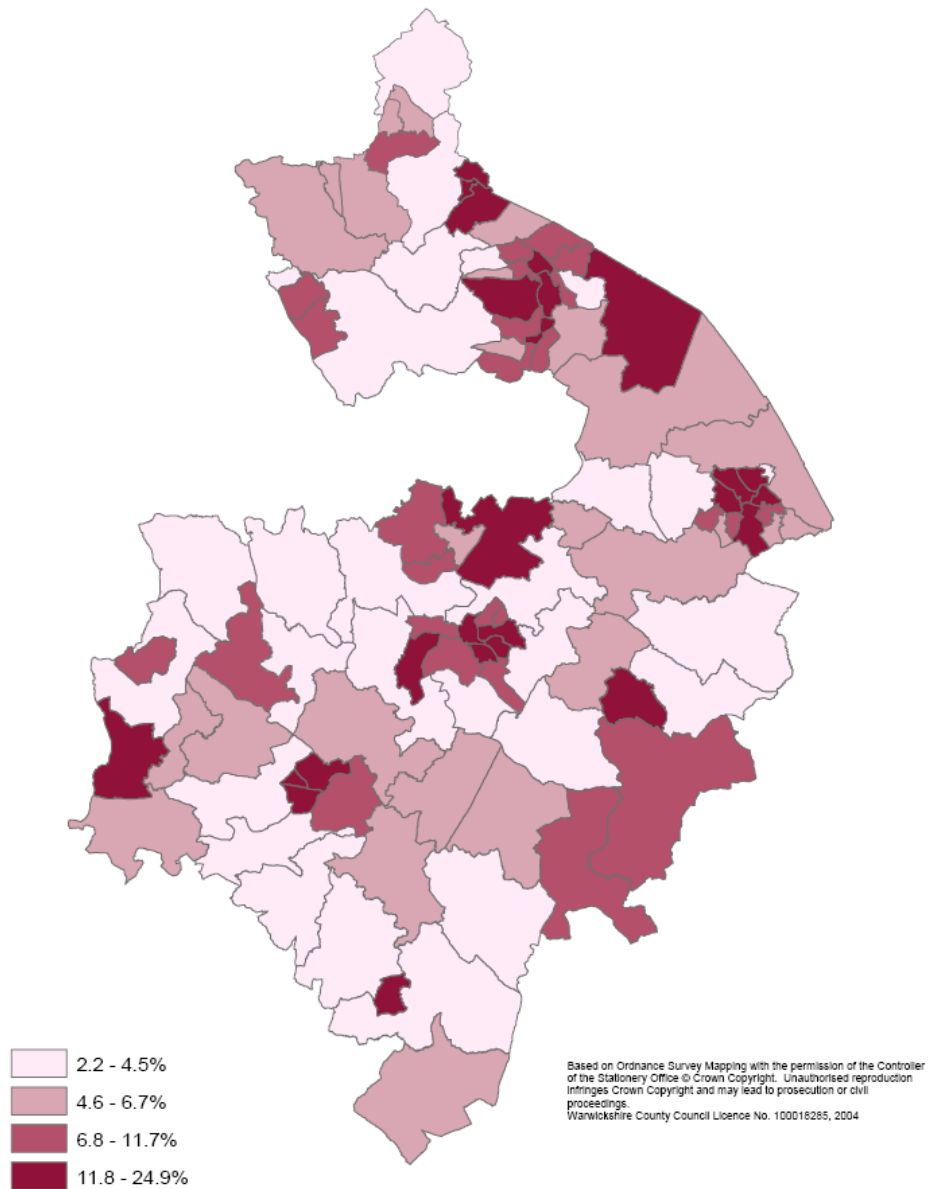 2.2 - 4.5%
4.6 - 6.7%
6.8 - 11.7%
11.8 - 24.9%
Based on Ordnance Survey Mapping with the permission of the Controller
of the Stationery Office © Crown Copyright. Unauthorised reproduction
infringes Crown Copyright and may lead to prosecution or civil
proceedings.
Warwickshire County Council Licence No. 100018285, 2004